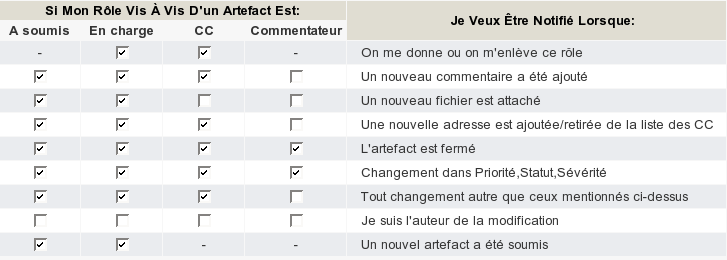 Si Mon Rôle Vis À Vis D'un Artefact Est:
Je Veux Être Notifié Lorsque:
A soumis En charge CC Commentateur
- - On me donne ou on m'enlève ce rôle
Un nouveau commentaire a été ajouté
Un nouveau fichier est attaché
Une nouvelle adresse est ajoutée/retirée de la liste des CC
L'artefact est fermé
Changement dans Priorité,Statut,Sévérité
Tout changement autre que ceux mentionnés ci-dessus
Je suis l'auteur de la modification
- - Un nouvel artefact a été soumis